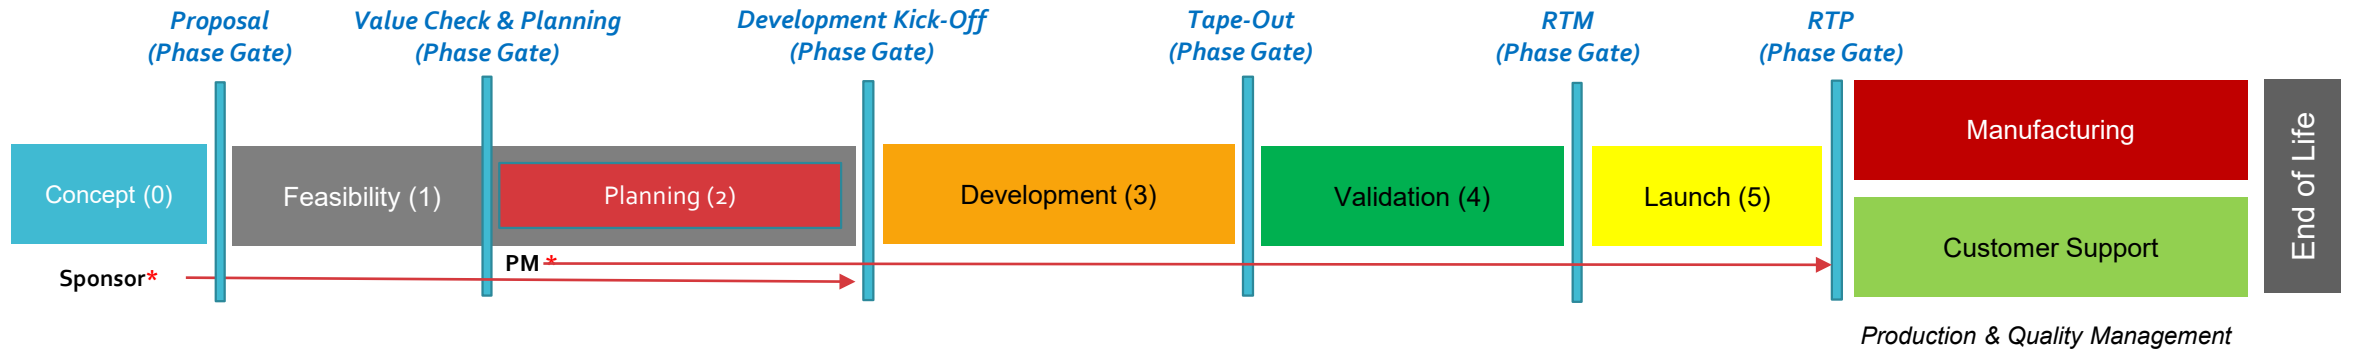 Proposal
(Phase Gate)
Value Check & Planning
(Phase Gate)
Development Kick-Off
(Phase Gate)
Tape-Out
(Phase Gate)
RTM
(Phase Gate)
RTP
(Phase Gate)
Concept (0)
Feasibility (1)
Planning (2)
Development (3)
Validation (4)
Launch (5)
Manufacturing
Customer Support
End of Life
Sponsor*
PM *
Production & Quality Management